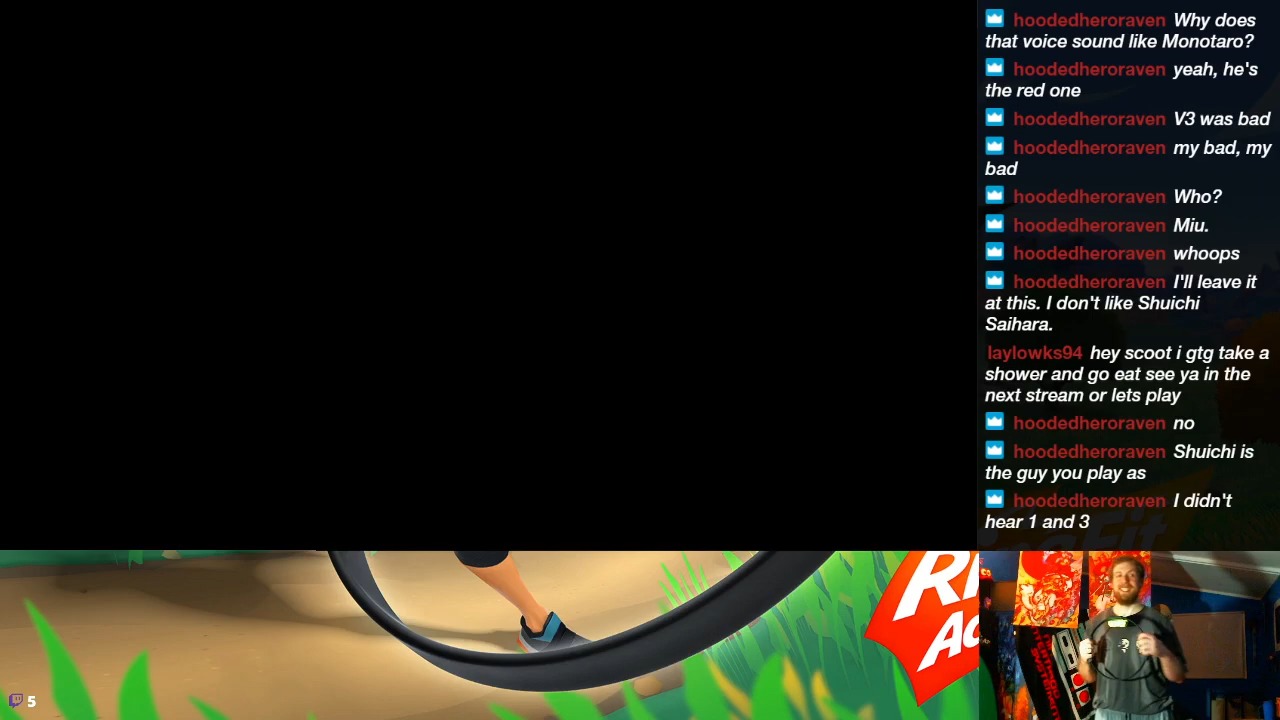 hoodedheroraven Why does
that voice sound like Monotaro?
hoodedheroraven yeah, he's
the red one
hoodedheroraven V3 was bad
hoodedheroraven my bad, my
bad
hoodedheroraven Who?
hoodedheroraven Miu.
hoodedheroraven whoops
hoodedheroraven I'll leave it
at this. I don't like Shuichi
Saihara.
laylowks94 hey scoot i gtg take a
shower and go eat see ya in the
next stream or lets play
hoodedheroraven no
hoodedheroraven Shuichi is
the guy you play as
hoodedheroraven I didn't
hear 1 and 3
5